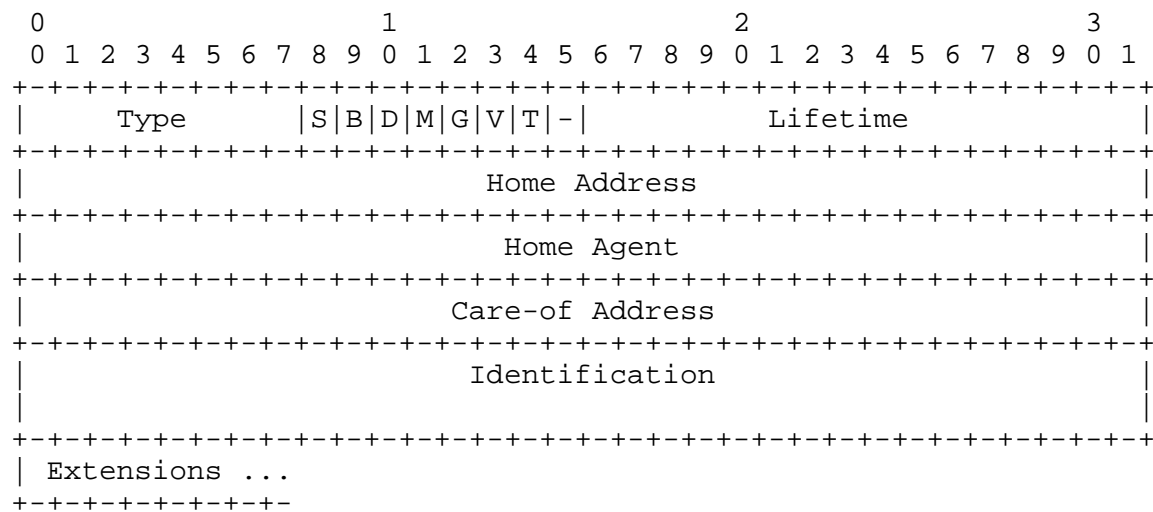 0                   1                   2                   3
 0 1 2 3 4 5 6 7 8 9 0 1 2 3 4 5 6 7 8 9 0 1 2 3 4 5 6 7 8 9 0 1
+-+-+-+-+-+-+-+-+-+-+-+-+-+-+-+-+-+-+-+-+-+-+-+-+-+-+-+-+-+-+-+-+
|     Type      |S|B|D|M|G|V|T|-|          Lifetime             |
+-+-+-+-+-+-+-+-+-+-+-+-+-+-+-+-+-+-+-+-+-+-+-+-+-+-+-+-+-+-+-+-+
|                          Home Address                         |
+-+-+-+-+-+-+-+-+-+-+-+-+-+-+-+-+-+-+-+-+-+-+-+-+-+-+-+-+-+-+-+-+
|                           Home Agent                          |
+-+-+-+-+-+-+-+-+-+-+-+-+-+-+-+-+-+-+-+-+-+-+-+-+-+-+-+-+-+-+-+-+
|                        Care-of Address                        |
+-+-+-+-+-+-+-+-+-+-+-+-+-+-+-+-+-+-+-+-+-+-+-+-+-+-+-+-+-+-+-+-+
|                         Identification                        |
|                                                               |
+-+-+-+-+-+-+-+-+-+-+-+-+-+-+-+-+-+-+-+-+-+-+-+-+-+-+-+-+-+-+-+-+
| Extensions ...
+-+-+-+-+-+-+-+-